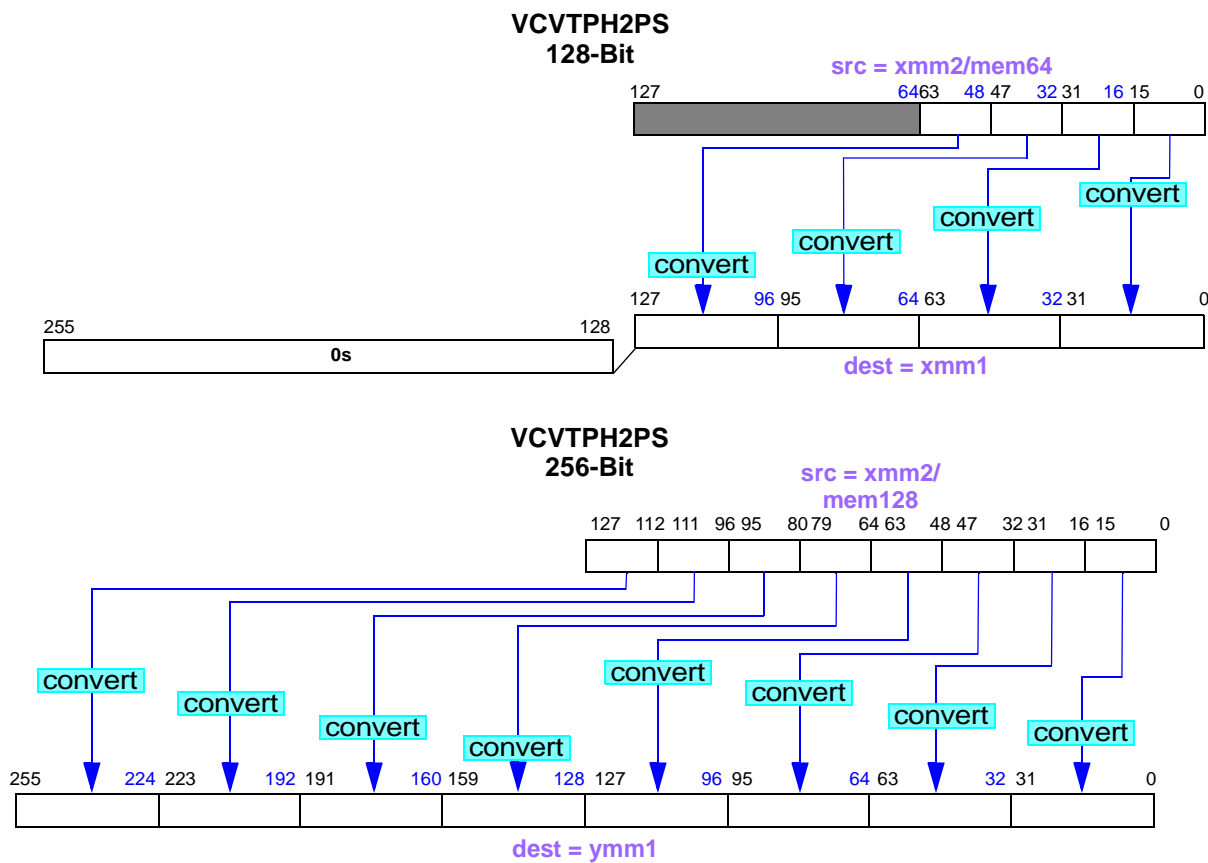 VCVTPH2PS
128-Bit
src = xmm2/mem64
127 64 63 48 47 32 31 16 15 0
convert
convert
convert
convert
127 96 95 64 63 32 31 0
255 128
0s
dest = xmm1
VCVTPH2PS
256-Bit
src = xmm2/
mem128
127 112 111 96 95 80 79 64 63 48 47 32 31 16 15 0
convert convert
convert convert
convert convert
convert convert
255 224 223 192 191 160 159 128 127 96 95 64 63 32 31 0
dest = ymm1